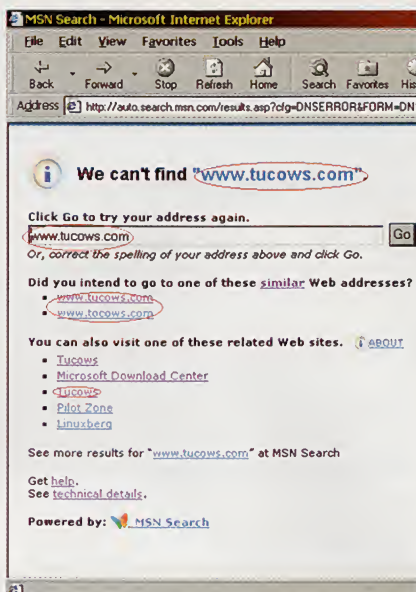 MSN Search - Microsoft Internet Explorer
File Edit View Favorites Tools Help
Back Forward Stop Refresh Home Search Favorites His
Address http://auto.search.msn.com/results.asp?cfg=DNSERROR&FORM=DN
We can't find "www.tucows.com"
Click Go to try your address again.
www.tucows.com Go
Or, correct the spelling of your address above and click Go.
Did you intend to go to one of these similar Web addresses?
www.tucows.com
www.tocows.com
You can also visit one of these related Web sites. ABOUT
Tucows
Microsoft Download Center
Tucows
Pilot Zone
Linuxberg
See more results for "www.tucows.com" at MSN Search
Get help.
See technical details.
Powered by: MSN Search